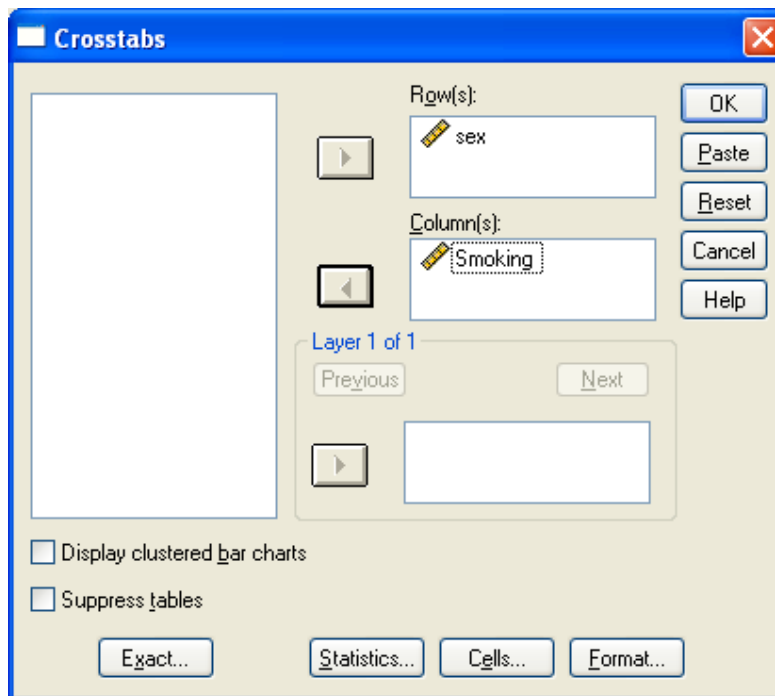 Crosstabs
Row(s):
sex
Column(s):
Smoking
OK
Paste
Reset
Cancel
Help
Layer 1 of 1
Previous
Next
Display clustered bar charts
Suppress tables
Exact...
Statistics...
Cells...
Format...